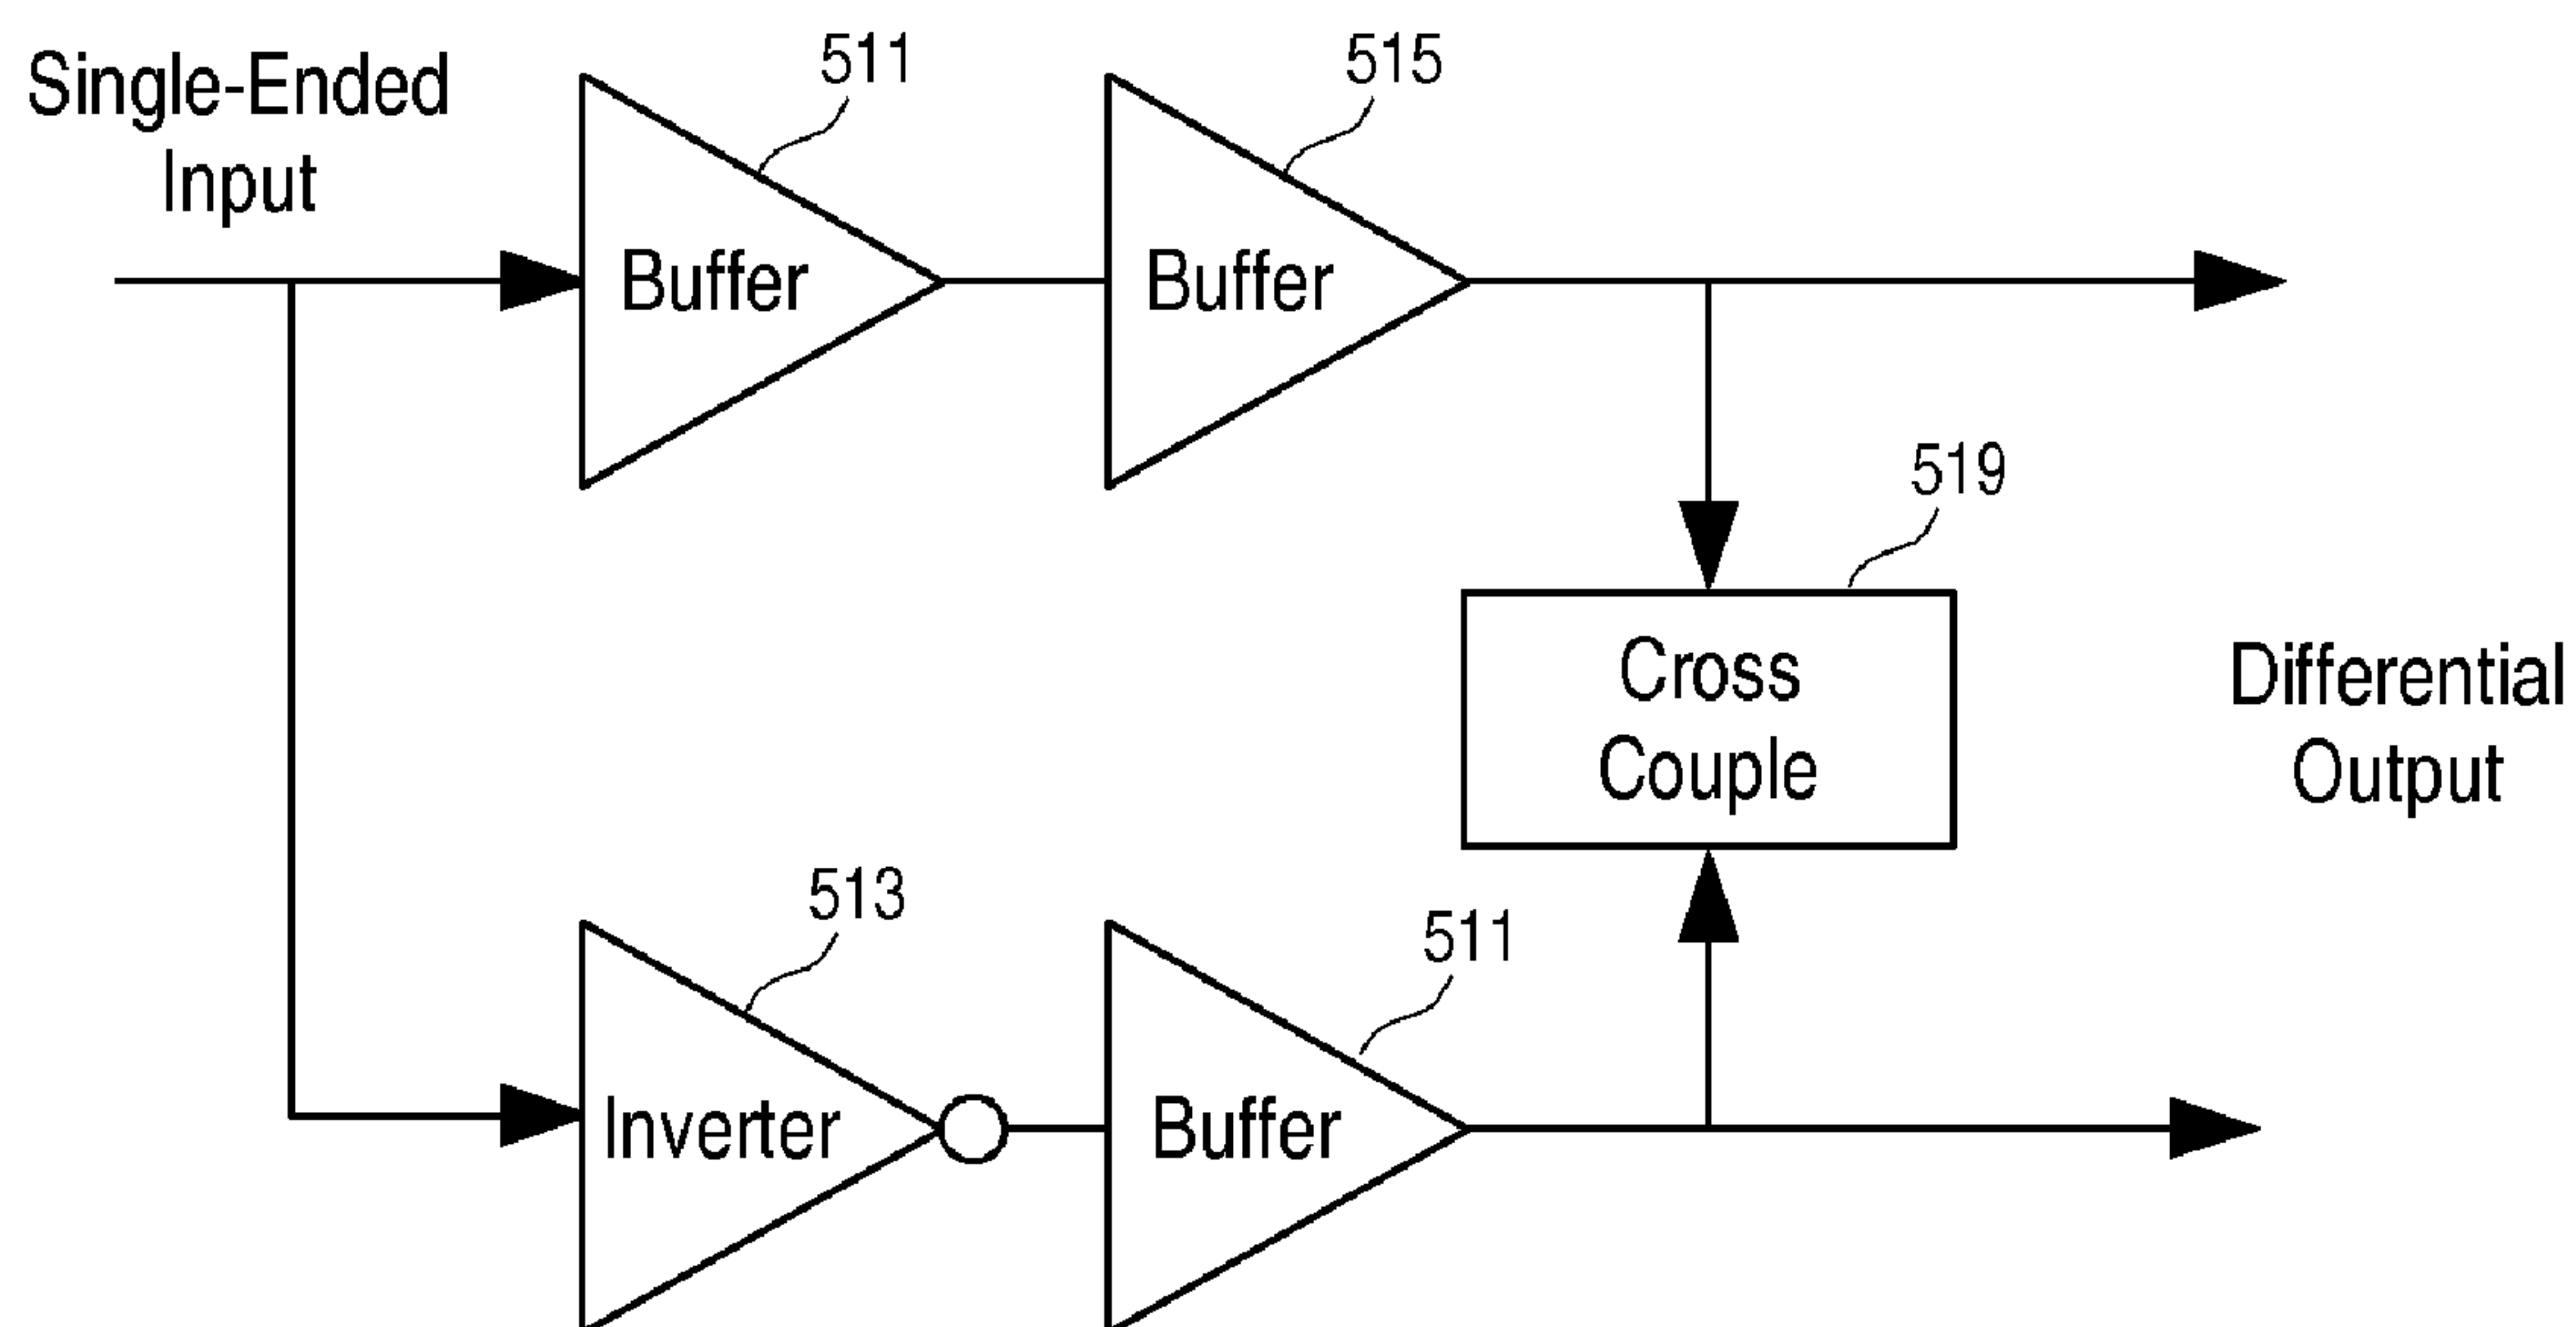 Single-Ended
Input
511
515
Buffer
Buffer
519
Cross
Couple
Differential
Output
513
511
Inverter
Buffer